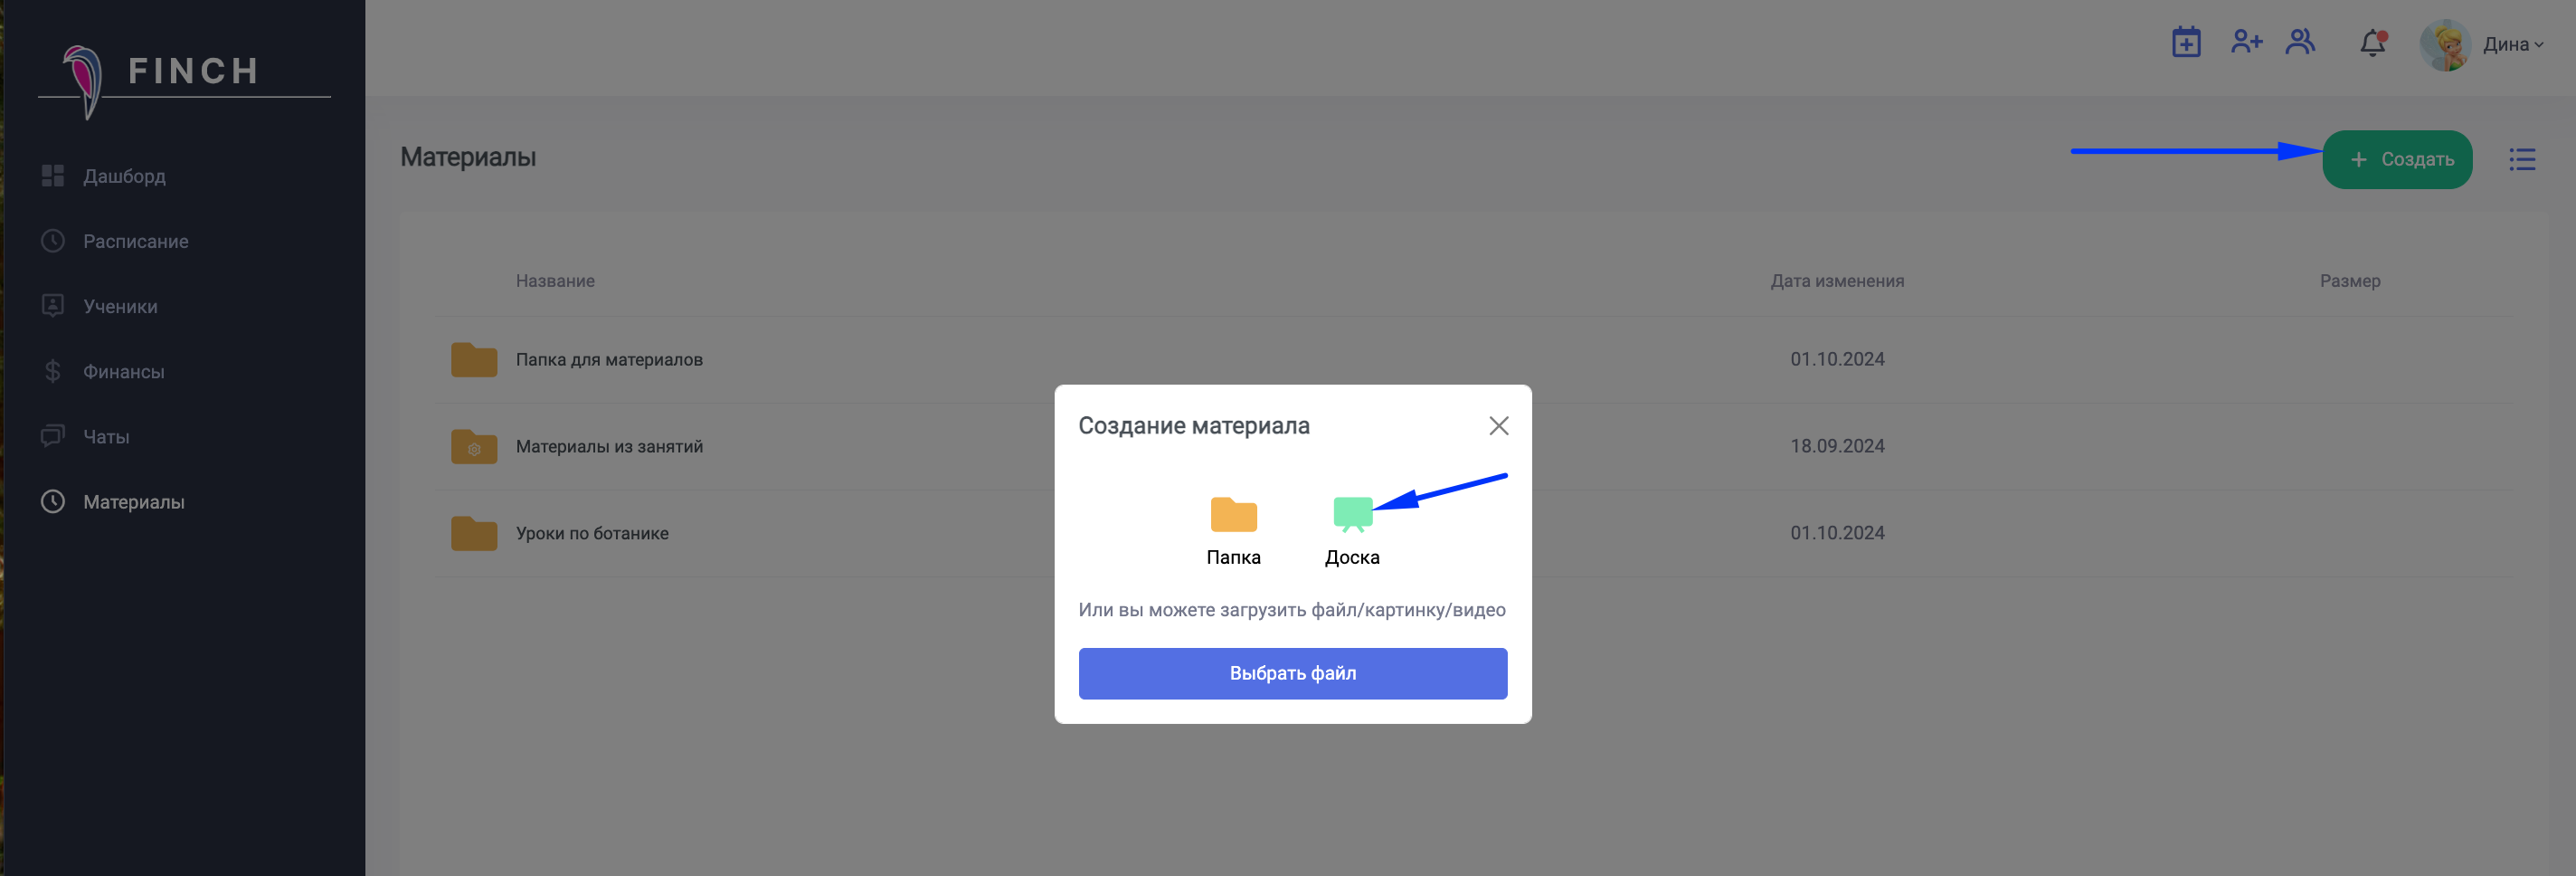 FINCH
Дашборд
Расписание
Ученики
Финансы
Чаты
Материалы
Дина
Материалы
+ Создать
Название Дата изменения Размер
Папка для материалов 01.10.2024
Материалы из занятий 18.09.2024
Уроки по ботанике 01.10.2024
Создание материала
Папка Доска
Или вы можете загрузить файл/картинку/видео
Выбрать файл